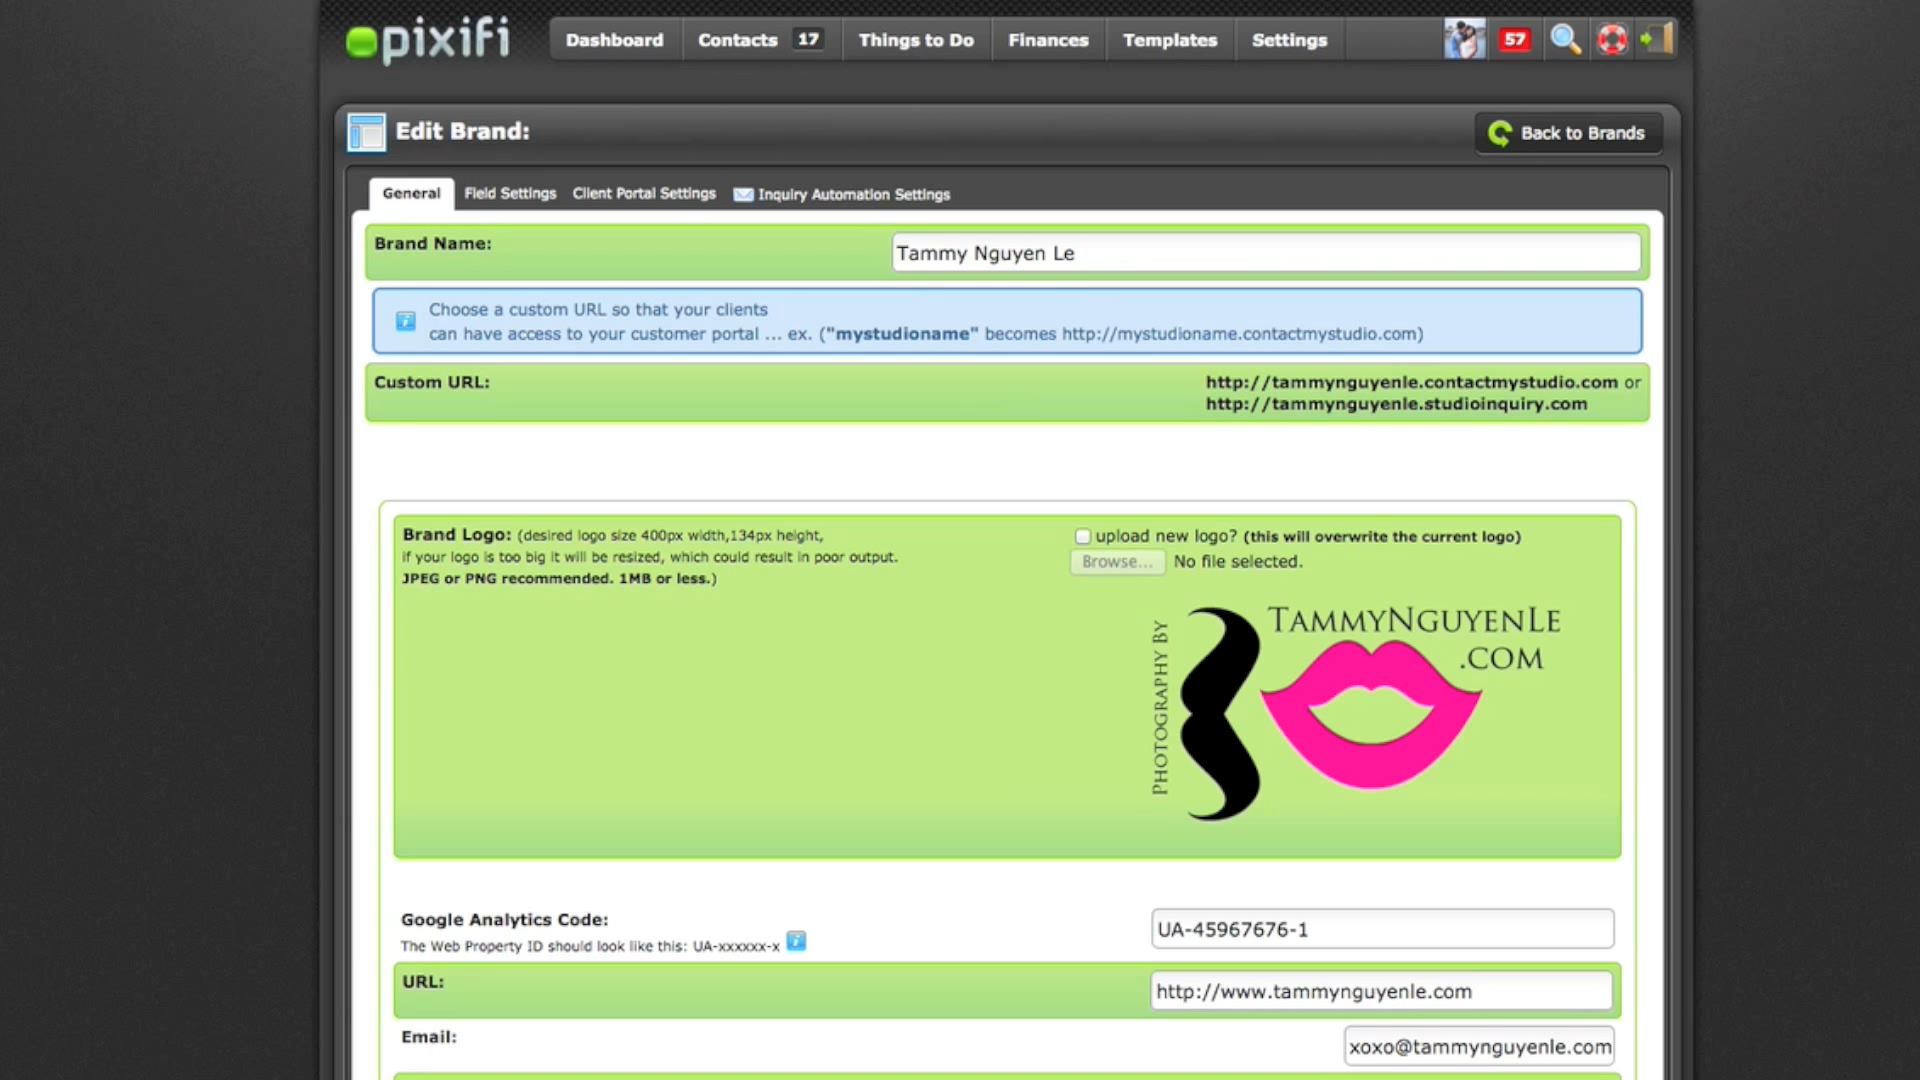 pixifi
Dashboard
Contacts 17
Things to Do
Finances
Templates
Settings
57
Edit Brand:
Back to Brands
General
Field Settings
Client Portal Settings
Inquiry Automation Settings
Brand Name:
Tammy Nguyen Le
Choose a custom URL so that your clients
can have access to your customer portal ... ex. ("mystudioname" becomes http://mystudioname.contactmystudio.com)
Custom URL:
http://tammynguyenle.contactmystudio.com or
http://tammynguyenle.studioinquiry.com
Brand Logo: (desired logo size 400px width,134px height,
if your logo is too big it will be resized, which could result in poor output.
JPEG or PNG recommended. 1MB or less.)
upload new logo? (this will overwrite the current logo)
Browse... No file selected.
PHOTOGRAPHY BY
TAMMYNGUYENLE
.COM
Google Analytics Code:
The Web Property ID should look like this: UA-xxxxxx-x
UA-45967676-1
URL:
http://www.tammynguyenle.com
Email:
xoxo@tammynguyenle.com